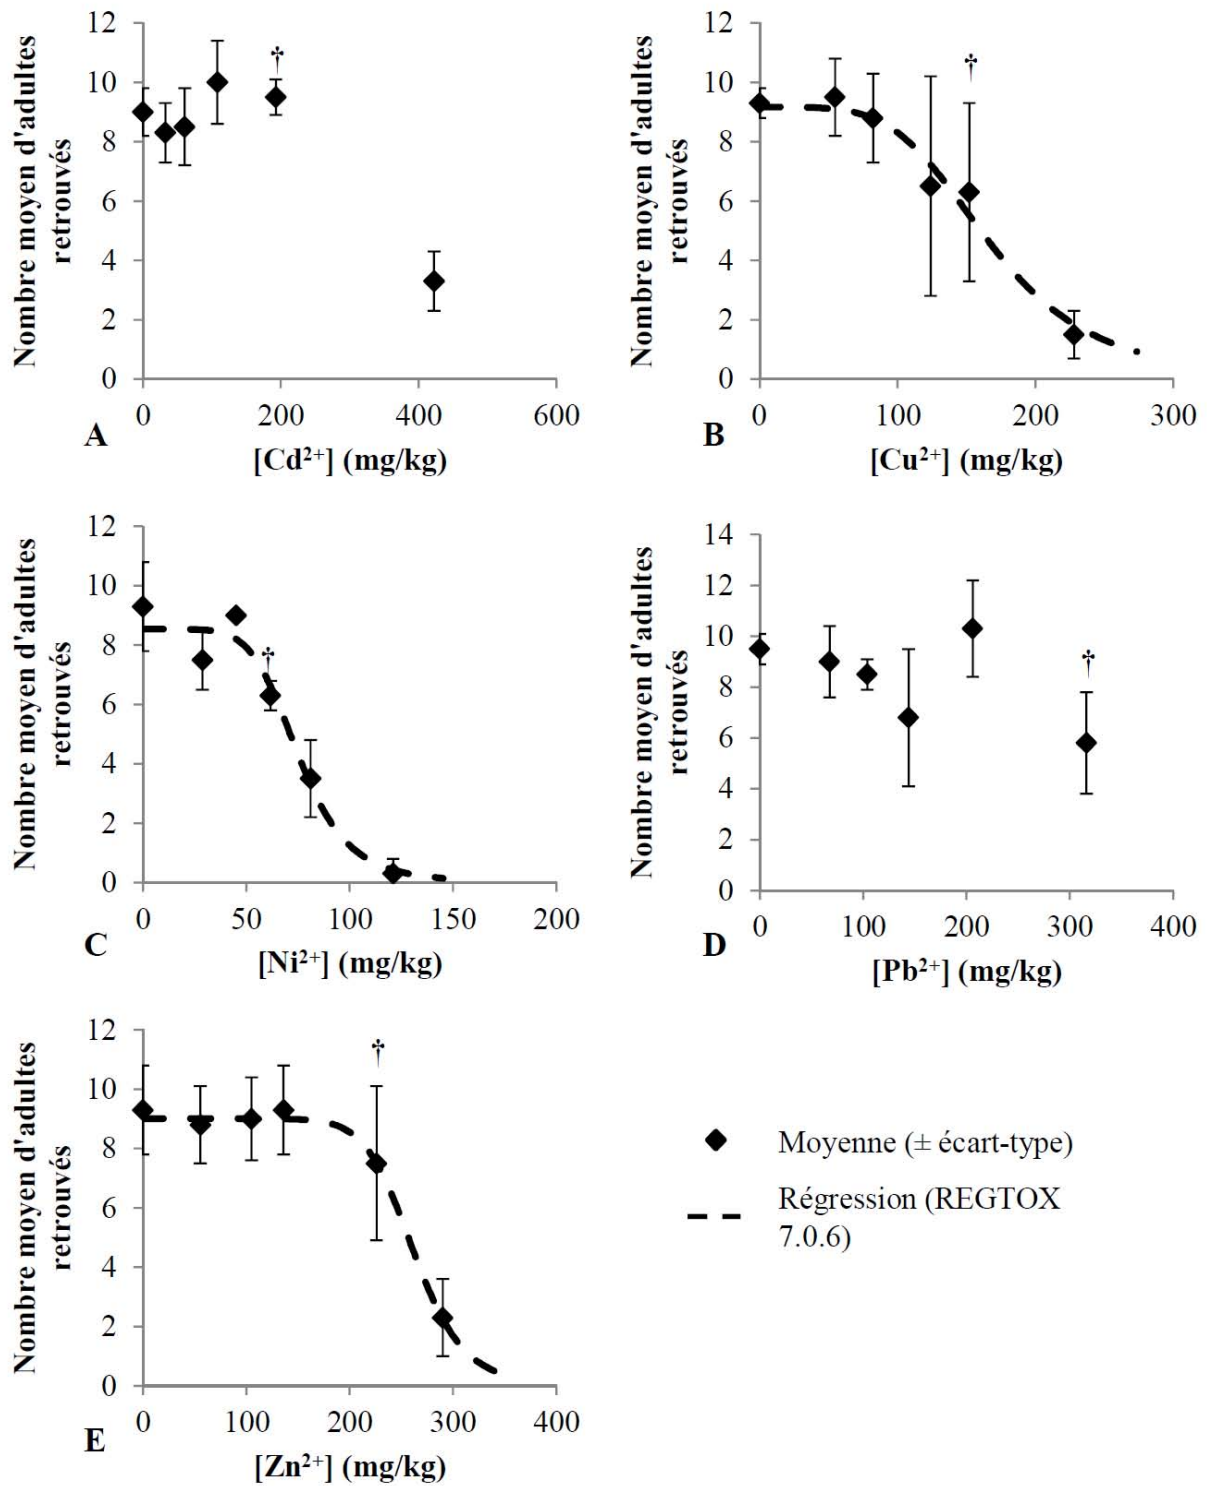 Nombre moyen d'adultes
retrouvés
12
10
8
6
4
2
0
†
0
200
400
600
A
[Cd²⁺] (mg/kg)
Nombre moyen d'adultes
retrouvés
12
10
8
6
4
2
0
†
0
100
200
300
B
[Cu²⁺] (mg/kg)
Nombre moyen d'adultes
retrouvés
12
10
8
6
4
2
0
†
0
50
100
150
200
C
[Ni²⁺] (mg/kg)
Nombre moyen d'adultes
retrouvés
14
12
10
8
6
4
2
0
†
0
100
200
300
400
D
[Pb²⁺] (mg/kg)
Nombre moyen d'adultes
retrouvés
12
10
8
6
4
2
0
†
0
100
200
300
400
E
[Zn²⁺] (mg/kg)
Moyenne (± écart-type)
Régression (REGTOX
7.0.6)